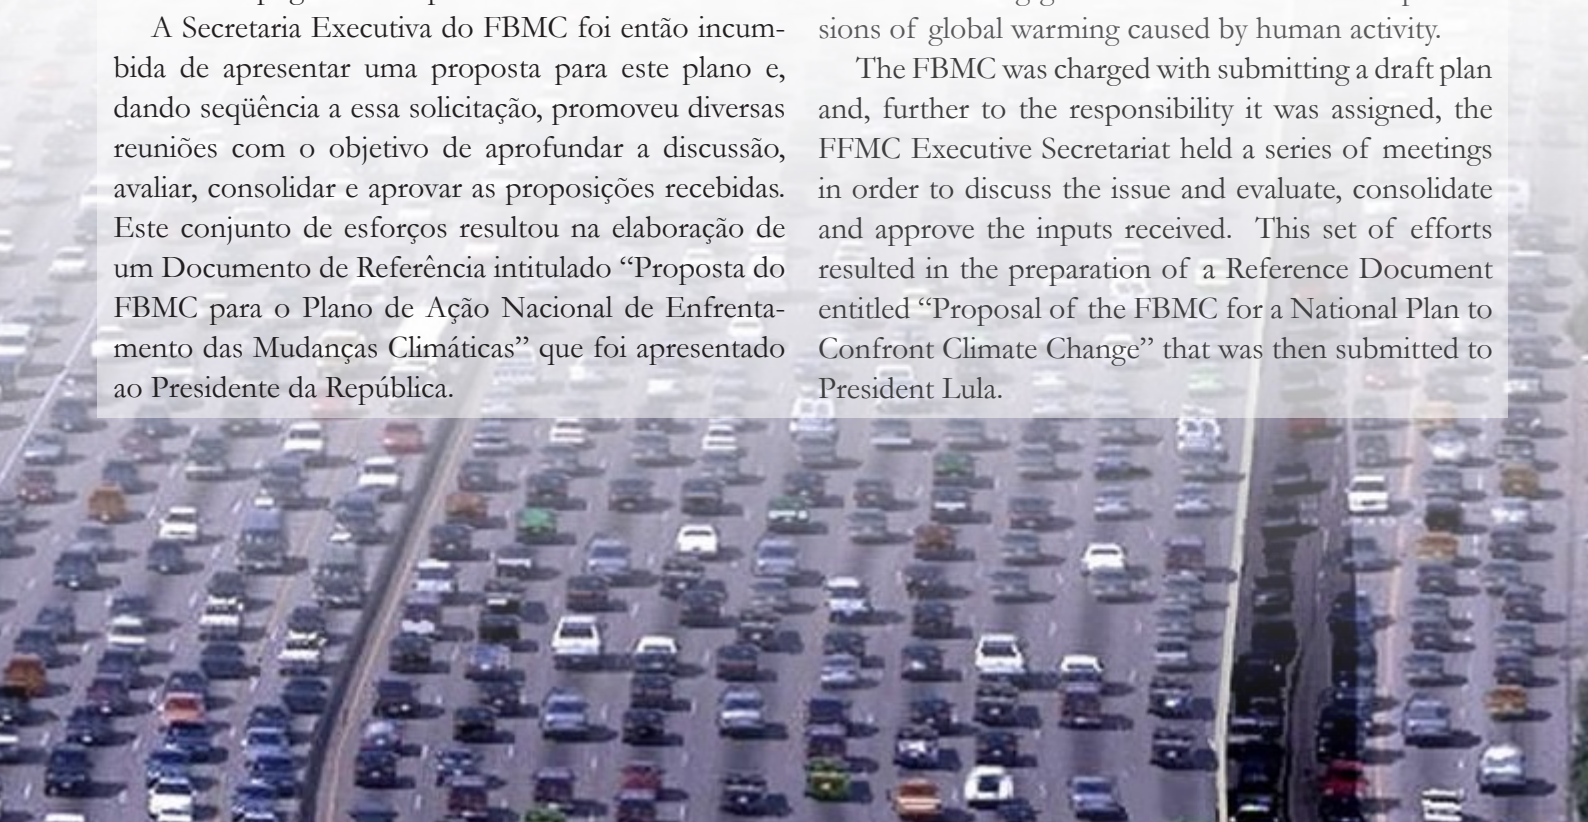 A Secretaria Executiva do FBMC foi então incum-
bida de apresentar uma proposta para este plano e,
dando seqüência a essa solicitação, promoveu diversas
reuniões com o objetivo de aprofundar a discussão,
avaliar, consolidar e aprovar as proposições recebidas.
Este conjunto de esforços resultou na elaboração de
um Documento de Referência intitulado “Proposta do
FBMC para o Plano de Ação Nacional de Enfrenta-
mento das Mudanças Climáticas” que foi apresentado
ao Presidente da República.
sions of global warming caused by human activity.
The FBMC was charged with submitting a draft plan
and, further to the responsibility it was assigned, the
FFMC Executive Secretariat held a series of meetings
in order to discuss the issue and evaluate, consolidate
and approve the inputs received. This set of efforts
resulted in the preparation of a Reference Document
entitled “Proposal of the FBMC for a National Plan to
Confront Climate Change” that was then submitted to
President Lula.